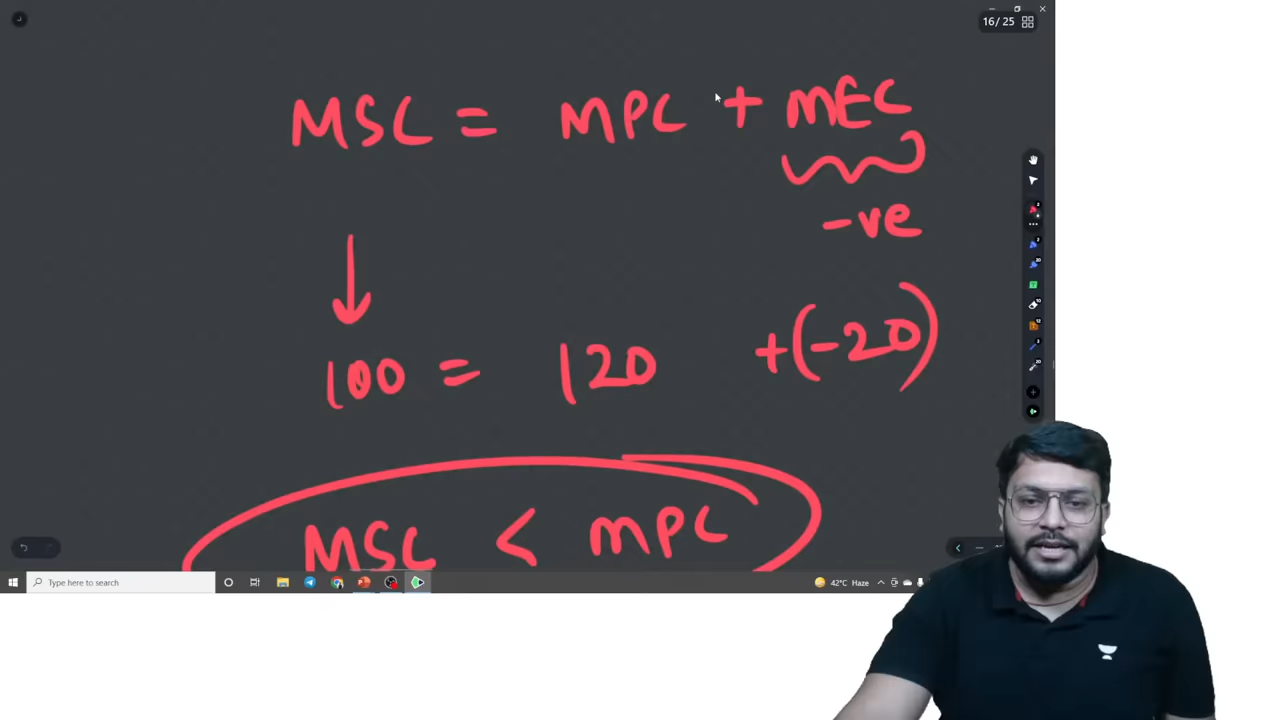 16/25
MSC = MPC + MEC
-ve
100 = 120 +(-20)
MSC < MPC
Type here to search
42°C Haze